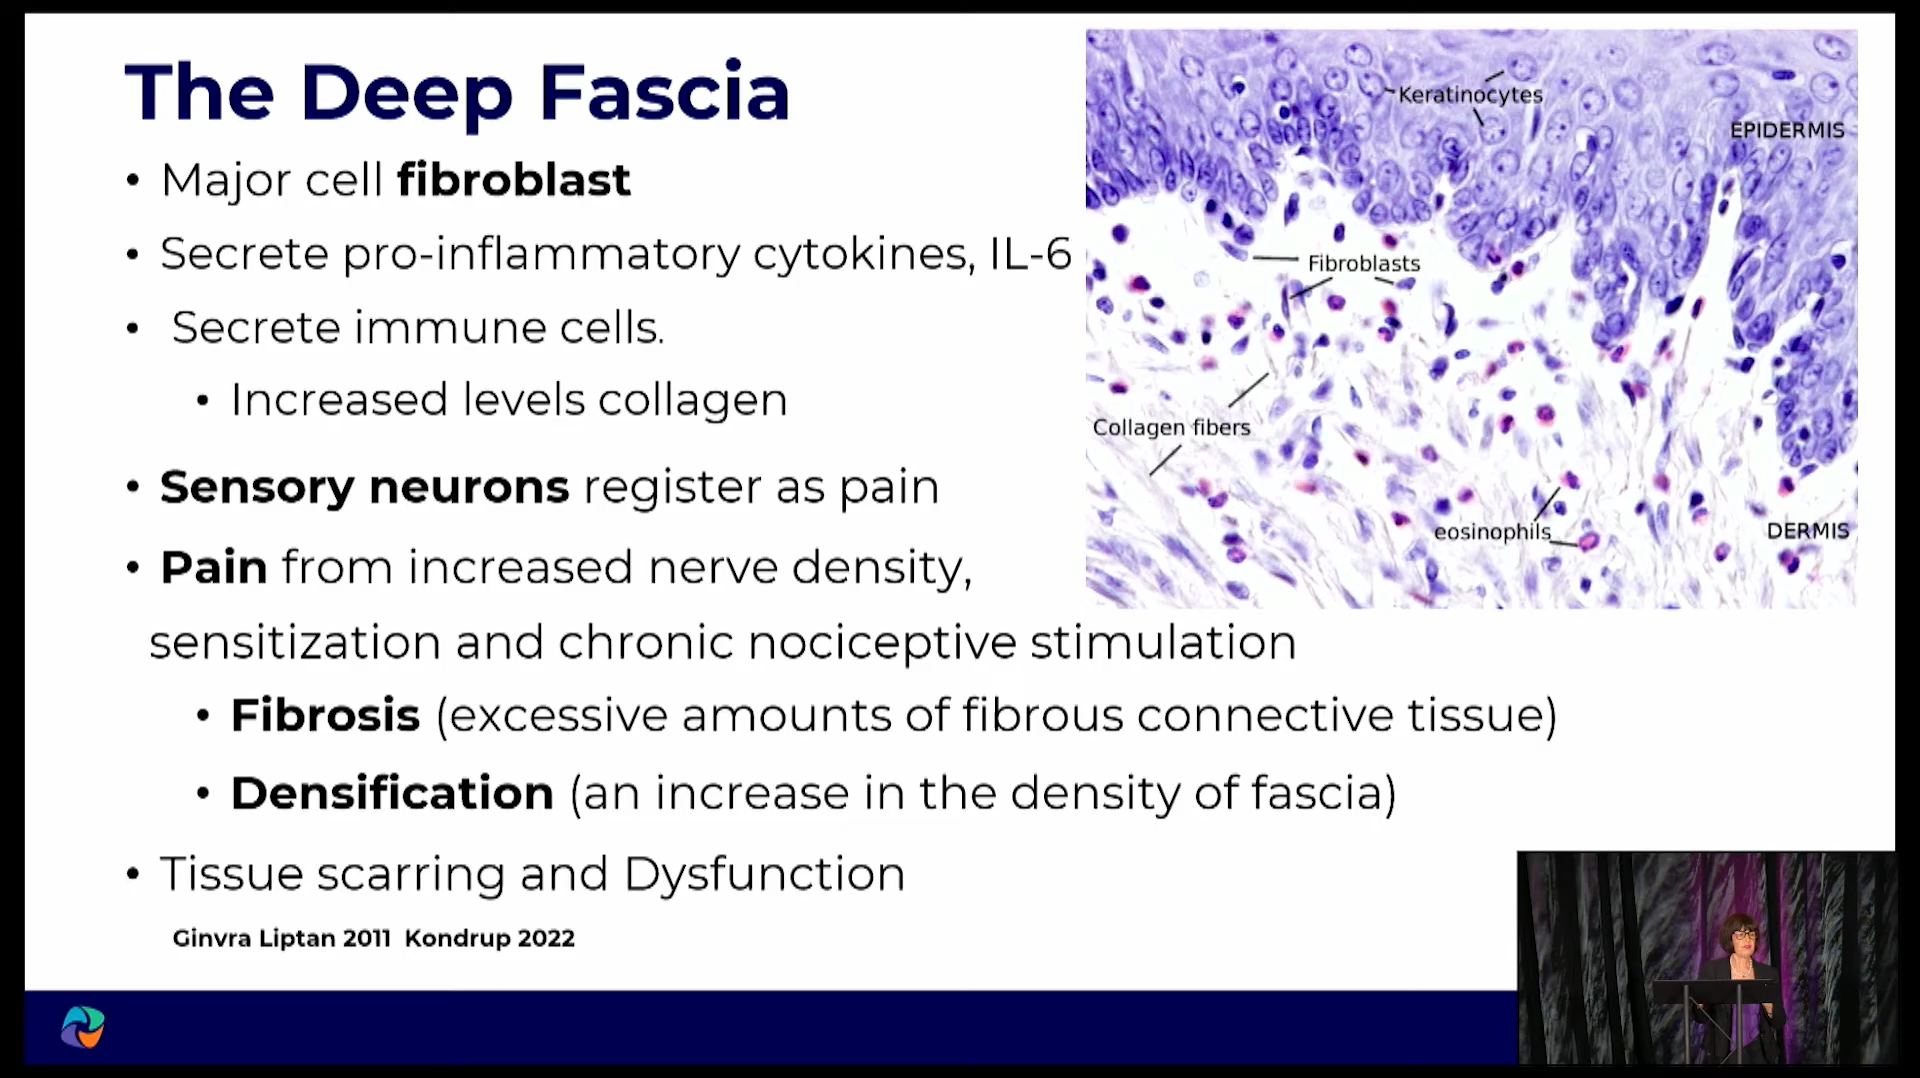 The Deep Fascia
• Major cell fibroblast
• Secrete pro-inflammatory cytokines, IL-6
• Secrete immune cells.
• Increased levels collagen
• Sensory neurons register as pain
• Pain from increased nerve density,
sensitization and chronic nociceptive stimulation
• Fibrosis (excessive amounts of fibrous connective tissue)
• Densification (an increase in the density of fascia)
• Tissue scarring and Dysfunction
Ginvra Liptan 2011 Kondrup 2022
Keratinocytes
EPIDERMIS
Fibroblasts
Collagen fibers
eosinophils
DERMIS